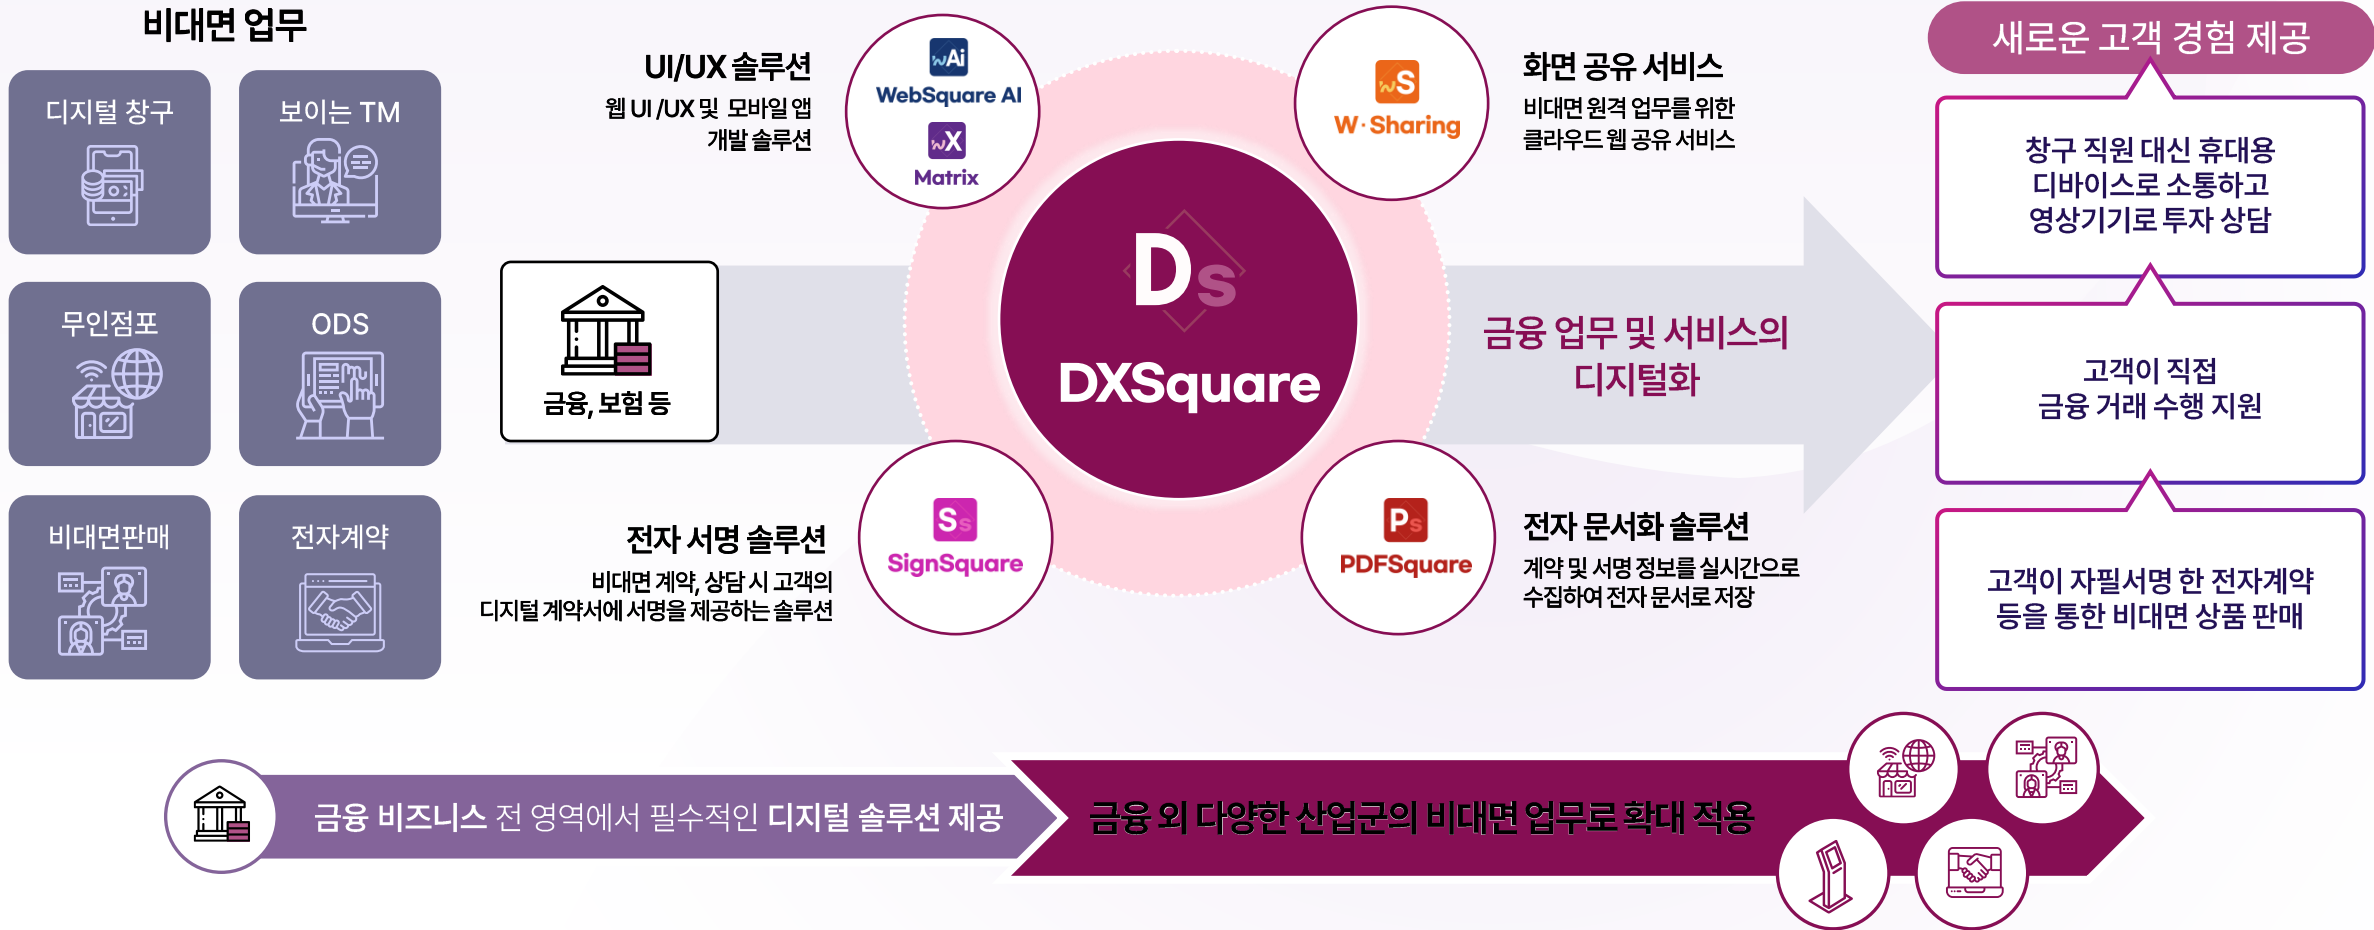 비대면 업무
디지털 창구
보이는 TM
무인점포
ODS
비대면판매
전자계약
금융, 보험 등
UI/UX 솔루션
웹 UI /UX 및 모바일 앱
개발 솔루션
wAi
WebSquare AI
wX
Matrix
wS
W·Sharing
화면 공유 서비스
비대면 원격 업무를 위한
클라우드 웹 공유 서비스
Ds
DXSquare
전자 서명 솔루션
비대면 계약, 상담 시 고객의
디지털 계약서에 서명을 제공하는 솔루션
Ss
SignSquare
Ps
PDFSquare
전자 문서화 솔루션
계약 및 서명 정보를 실시간으로
수집하여 전자 문서로 저장
금융 업무 및 서비스의
디지털화
새로운 고객 경험 제공
창구 직원 대신 휴대용
디바이스로 소통하고
영상기기로 투자 상담
고객이 직접
금융 거래 수행 지원
고객이 자필서명 한 전자계약
등을 통한 비대면 상품 판매
금융 비즈니스 전 영역에서 필수적인 디지털 솔루션 제공
금융 외 다양한 산업군의 비대면 업무로 확대 적용